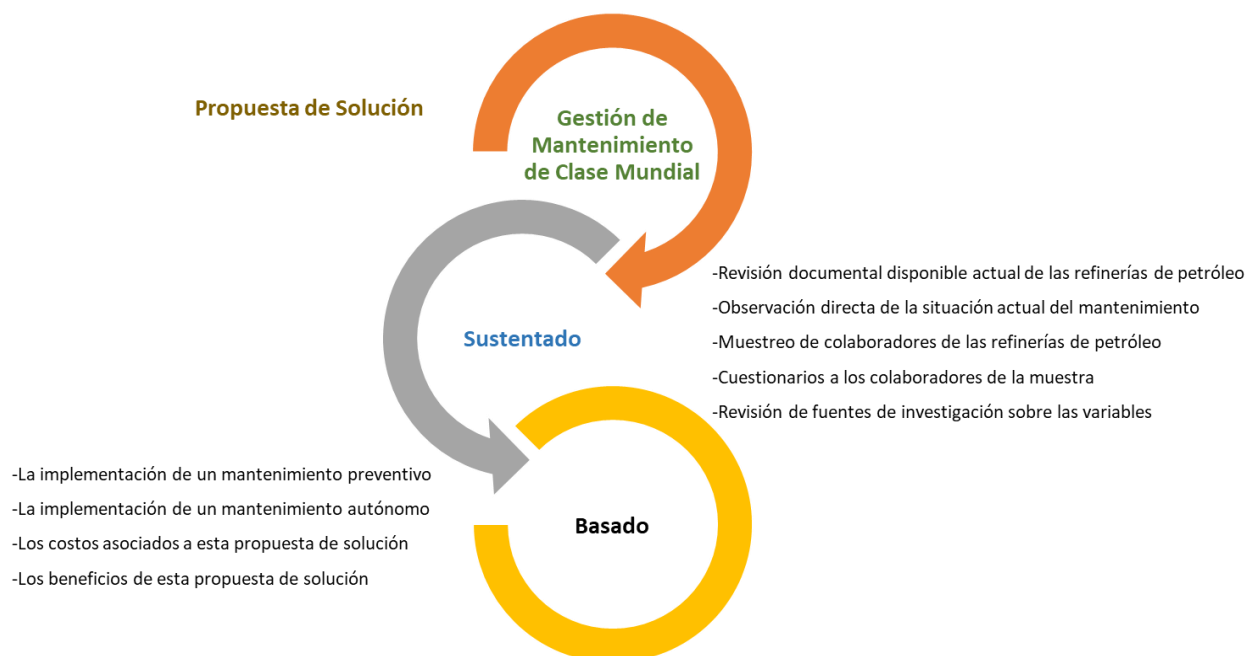 Propuesta de Solución
Gestión de
Mantenimiento
de Clase Mundial
Sustentado
-Revisión documental disponible actual de las refinerías de petróleo
-Observación directa de la situación actual del mantenimiento
-Muestreo de colaboradores de las refinerías de petróleo
-Cuestionarios a los colaboradores de la muestra
-Revisión de fuentes de investigación sobre las variables
-La implementación de un mantenimiento preventivo
-La implementación de un mantenimiento autónomo
-Los costos asociados a esta propuesta de solución
-Los beneficios de esta propuesta de solución
Basado